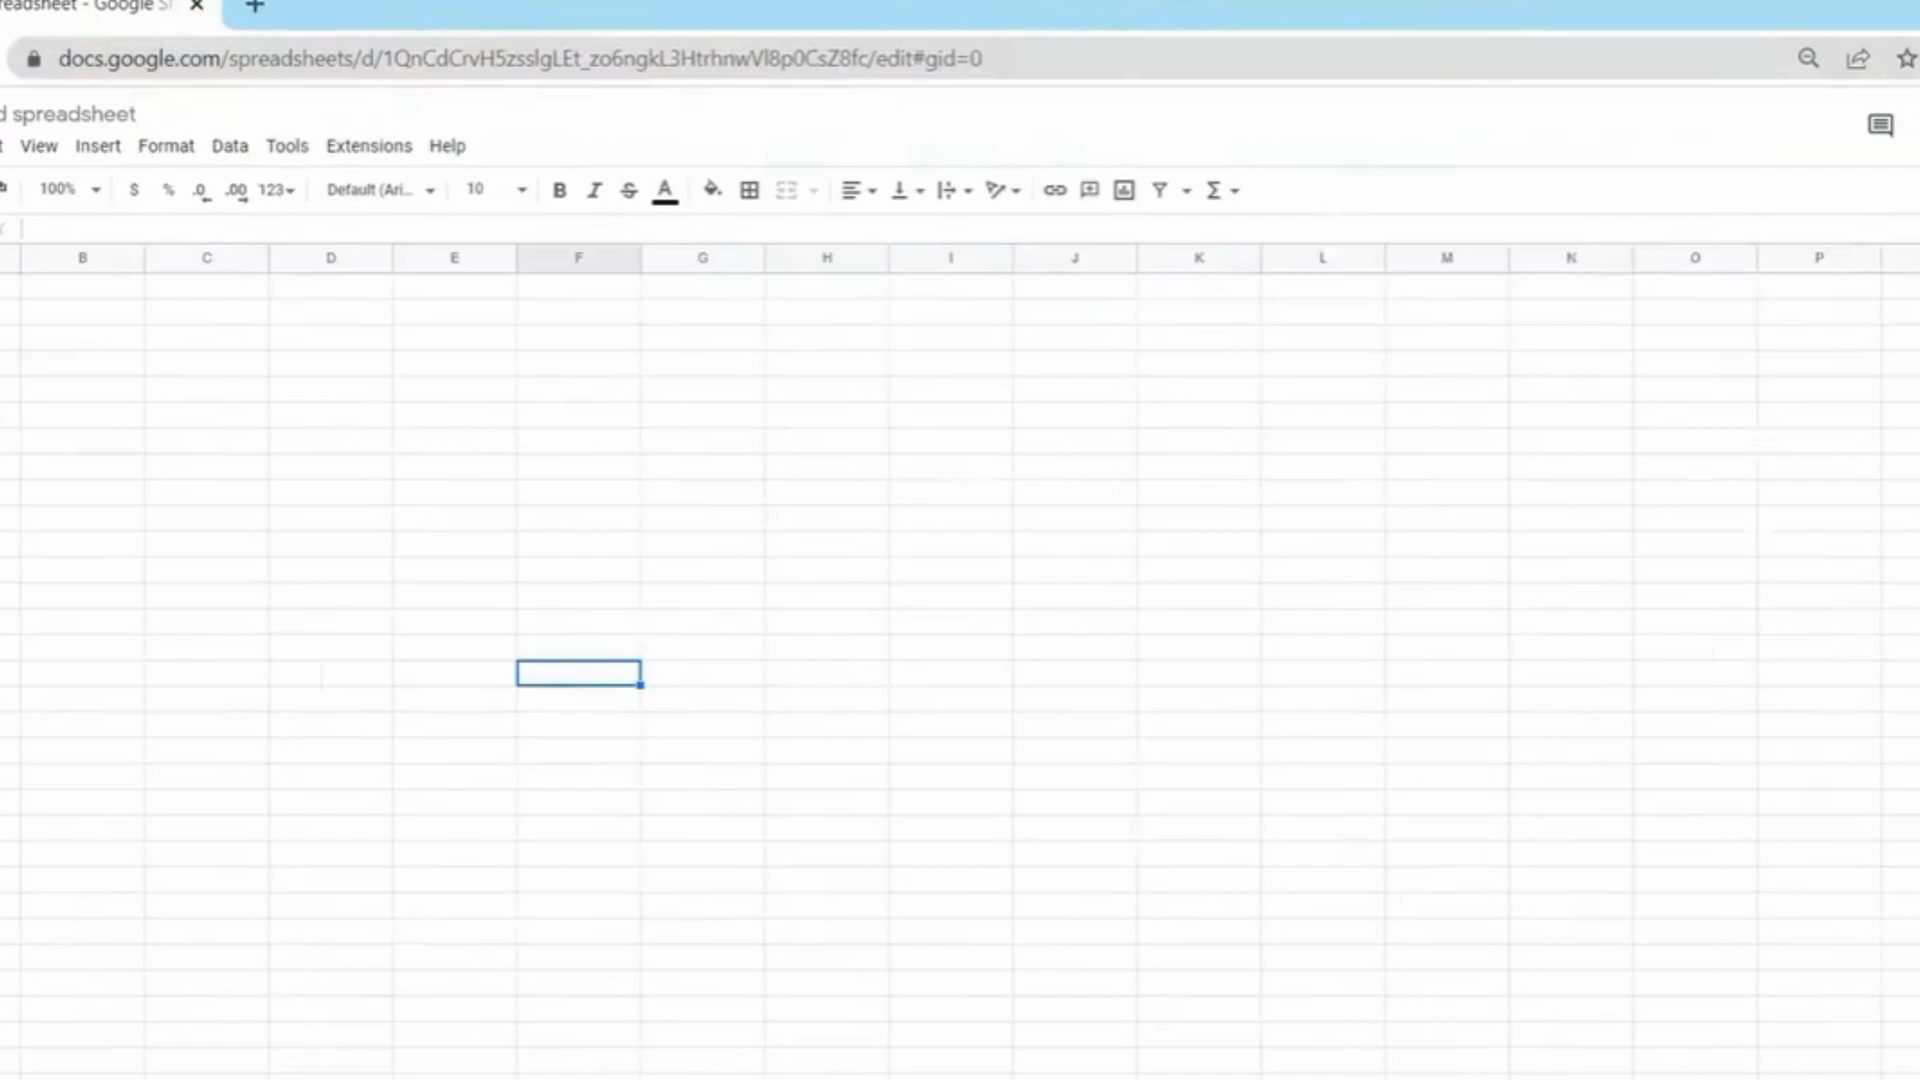 readsheet - Google S
docs.google.com/spreadsheets/d/1QnCdCrvH5zsslgLEt_zo6ngkL3HtrhnwVl8p0CsZ8fc/edit#gid=0
d spreadsheet
t View Insert Format Data Tools Extensions Help
100% $ % .0 .00 123 Default (Ari... 10 B I S A Σ
B C D E F G H I J K L M N O P